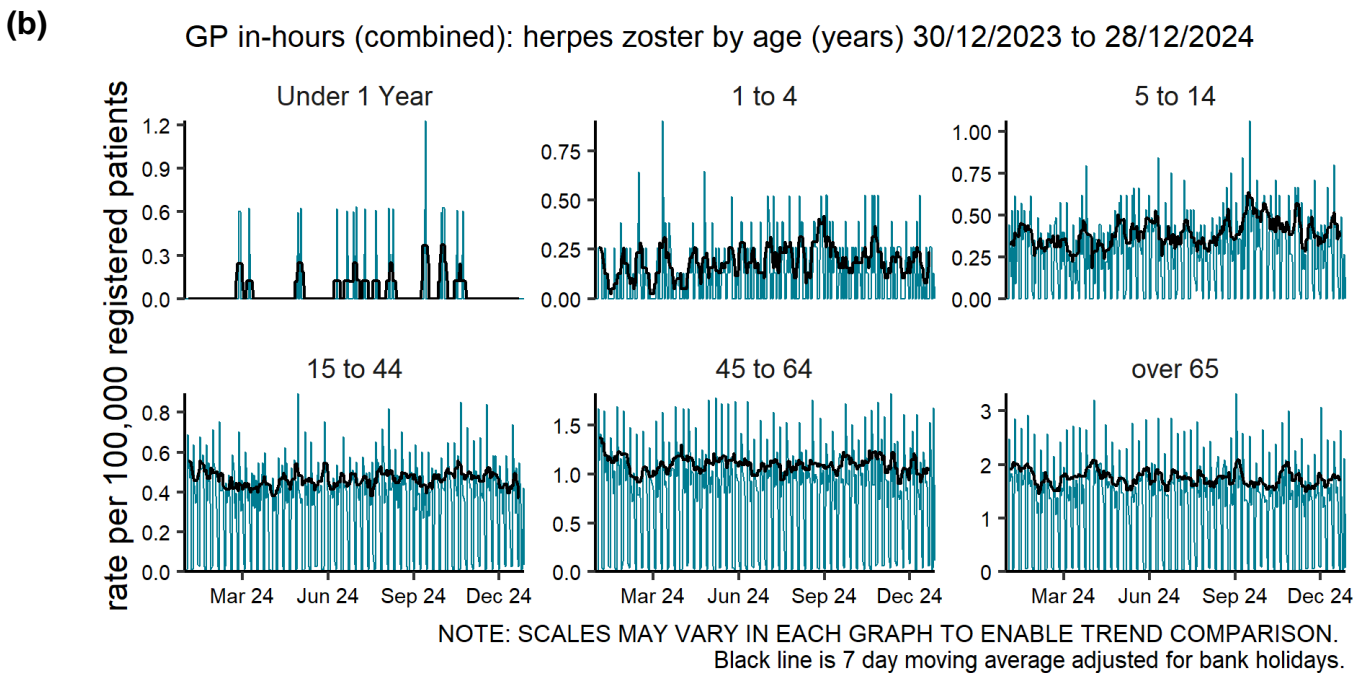 (b)
GP in-hours (combined): herpes zoster by age (years) 30/12/2023 to 28/12/2024
rate per 100,000 registered patients
Under 1 Year
1.2
0.9
0.6
0.3
0.0
1 to 4
0.75
0.50
0.25
0.00
5 to 14
1.00
0.75
0.50
0.25
0.00
15 to 44
0.8
0.6
0.4
0.2
0.0
Mar 24 Jun 24 Sep 24 Dec 24
45 to 64
1.5
1.0
0.5
0.0
Mar 24 Jun 24 Sep 24 Dec 24
over 65
3
2
1
0
Mar 24 Jun 24 Sep 24 Dec 24
NOTE: SCALES MAY VARY IN EACH GRAPH TO ENABLE TREND COMPARISON.
Black line is 7 day moving average adjusted for bank holidays.